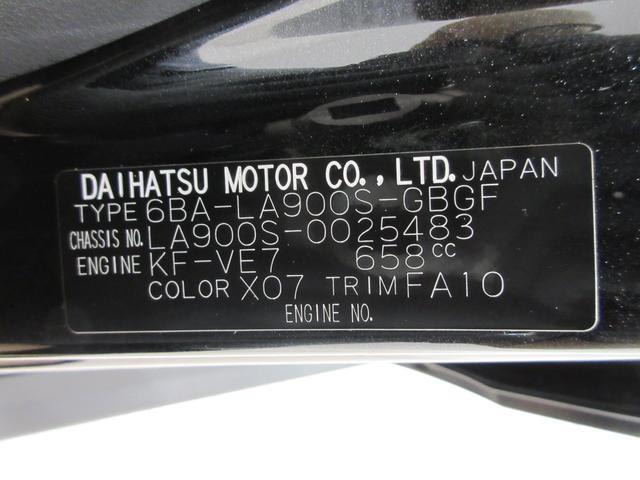 DAIHATSU MOTOR CO.,LTD. JAPAN
TYPE 6BA-LA900S-GBGF
CHASSIS NO. LA900S-0025483
ENGINE KF-VE7 658cc
COLOR X07 TRIM FA10
ENGINE NO.